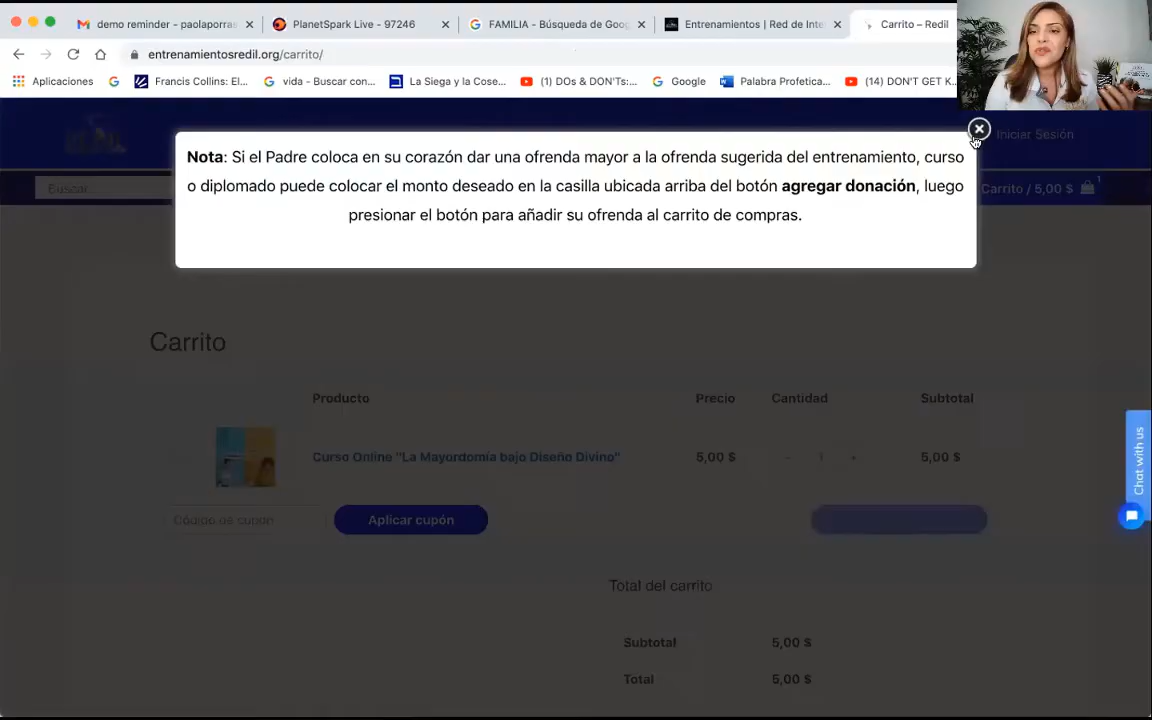 demo reminder - paolaporras
PlanetSpark Live - 97246
FAMILIA - Búsqueda de Goog
Entrenamientos | Red de Inte
Carrito – Redil
entrenamientosredil.org/carrito/
Aplicaciones
Francis Collins: El...
vida - Buscar con...
La Siega y la Cose...
(1) DOs & DON'Ts:...
Google
Palabra Profetica...
(14) DON'T GET K...
Iniciar Sesión
Buscar...
Carrito / 5,00 $
1
Nota: Si el Padre coloca en su corazón dar una ofrenda mayor a la ofrenda sugerida del entrenamiento, curso
o diplomado puede colocar el monto deseado en la casilla ubicada arriba del botón agregar donación, luego
presionar el botón para añadir su ofrenda al carrito de compras.
Carrito
Producto Precio Cantidad Subtotal
Curso Online "La Mayordomía bajo Diseño Divino" 5,00 $ - 1 + 5,00 $
Código de cupón
Aplicar cupón
Chat with us
Total del carrito
Subtotal 5,00 $
Total 5,00 $